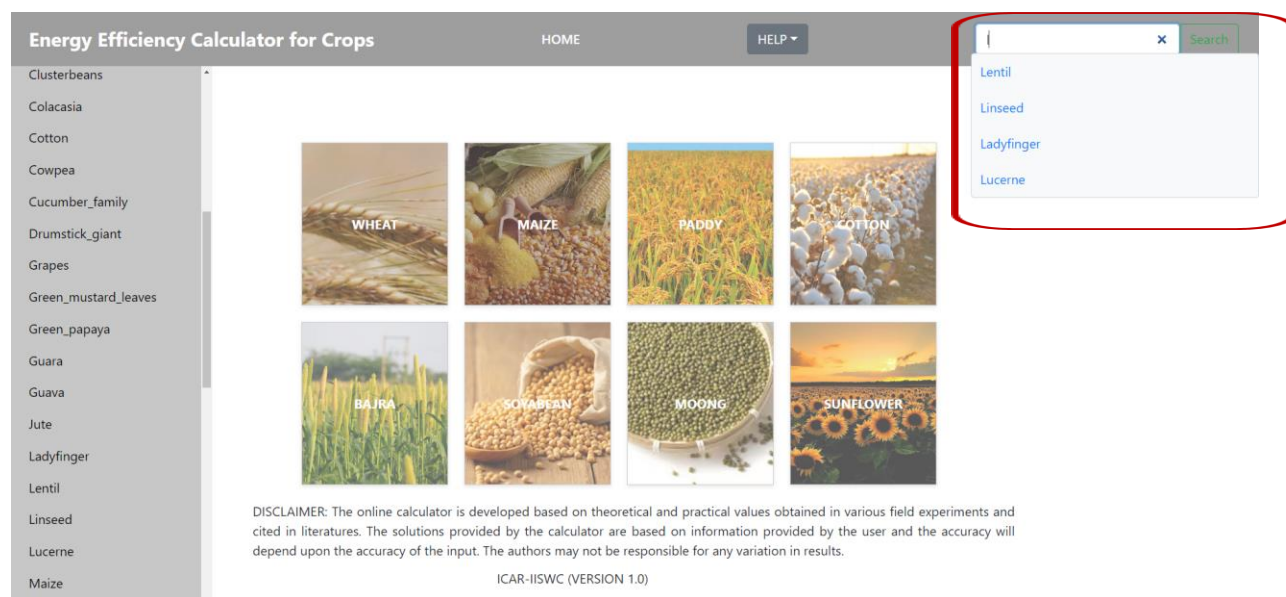 Energy Efficiency Calculator for Crops
HOME
HELP
l
Search
Lentil
Linseed
Ladyfinger
Lucerne
Clusterbeans
Colacasia
Cotton
Cowpea
Cucumber_family
Drumstick_giant
Grapes
Green_mustard_leaves
Green_papaya
Guara
Guava
Jute
Ladyfinger
Lentil
Linseed
Lucerne
Maize
WHEAT
MAIZE
PADDY
COTTON
BAJRA
SOYABEAN
MOONG
SUNFLOWER
DISCLAIMER: The online calculator is developed based on theoretical and practical values obtained in various field experiments and
cited in literatures. The solutions provided by the calculator are based on information provided by the user and the accuracy will
depend upon the accuracy of the input. The authors may not be responsible for any variation in results.
ICAR-IISWC (VERSION 1.0)